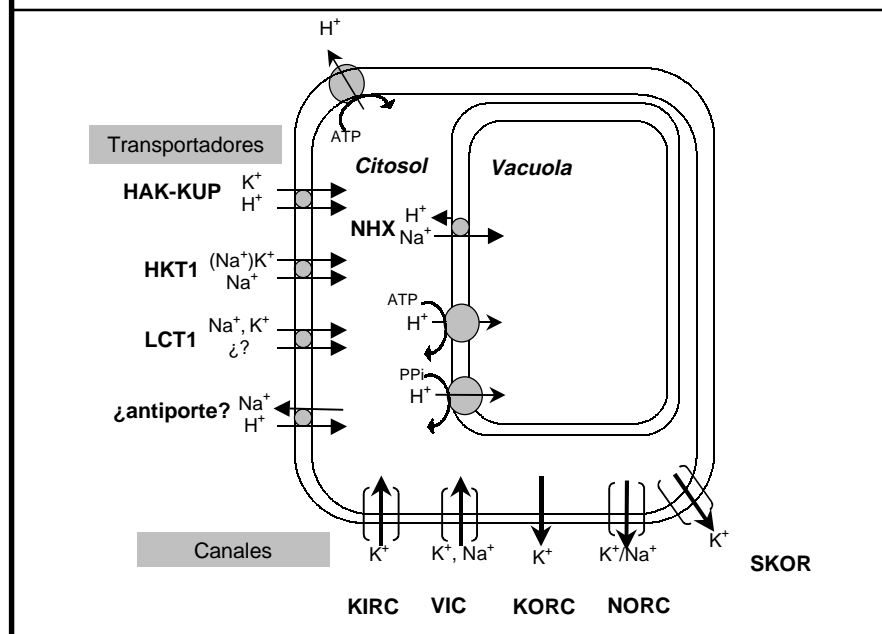 H⁺
ATP
Transportadores
Citosol
Vacuola
HAK-KUP K⁺
H⁺
NHX H⁺
Na⁺
HKT1 (Na⁺)K⁺
Na⁺
ATP
H⁺
LCT1 Na⁺, K⁺
¿?
PPi
H⁺
¿antiporte? Na⁺
H⁺
Canales
K⁺
K⁺, Na⁺
K⁺
K⁺/Na⁺
K⁺
KIRC
VIC
KORC
NORC
SKOR